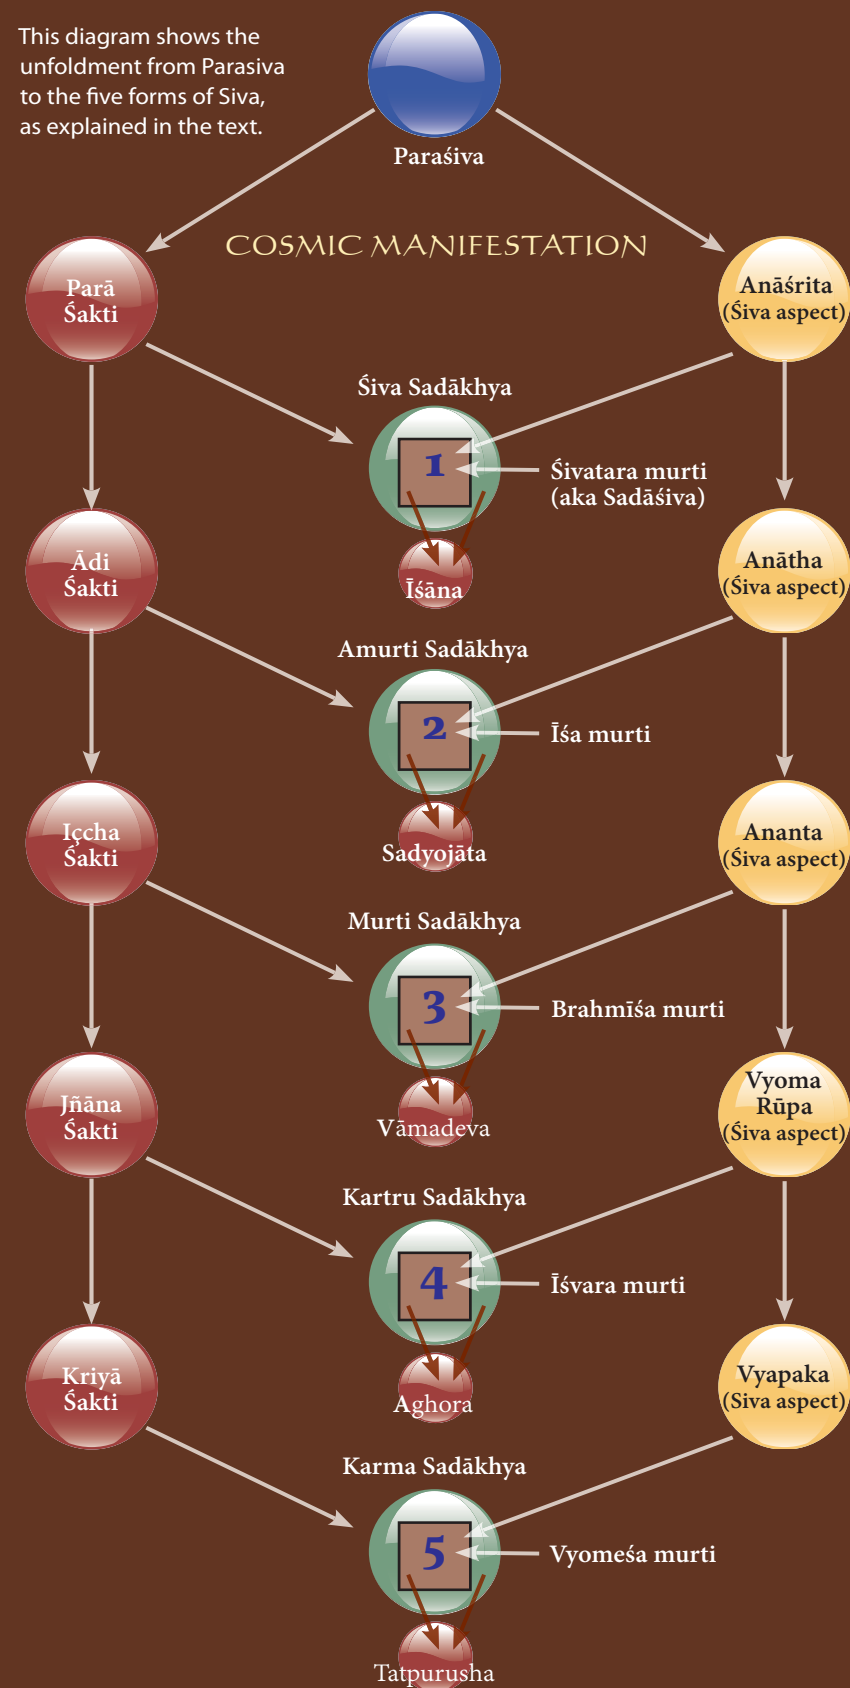 This diagram shows the
unfoldment from Parasiva
to the five forms of Siva,
as explained in the text.
Paraśiva
COSMIC MANIFESTATION
Parā
Śakti
Anāśrita
(Śiva aspect)
Śiva Sadākhya
1
Śivatara murti
(aka Sadāśiva)
Īśāna
Ādi
Śakti
Anātha
(Śiva aspect)
Amurti Sadākhya
2
Īśa murti
Sadyojāta
Içcha
Śakti
Ananta
(Śiva aspect)
Murti Sadākhya
3
Brahmīśa murti
Vāmadeva
Jñāna
Śakti
Vyoma
Rūpa
(Śiva aspect)
Kartru Sadākhya
4
Īśvara murti
Aghora
Kriyā
Śakti
Vyapaka
(Siva aspect)
Karma Sadākhya
5
Vyomeśa murti
Tatpurusha